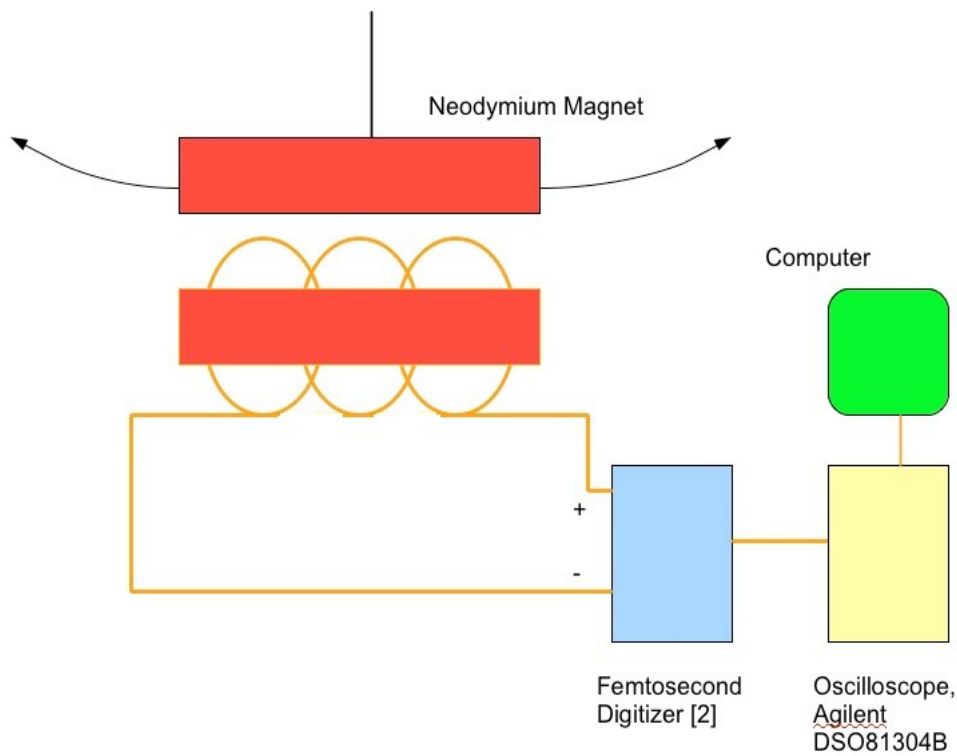 Neodymium Magnet
Computer
+
-
Femtosecond
Digitizer [2]
Oscilloscope,
Agilent
DSO81304B